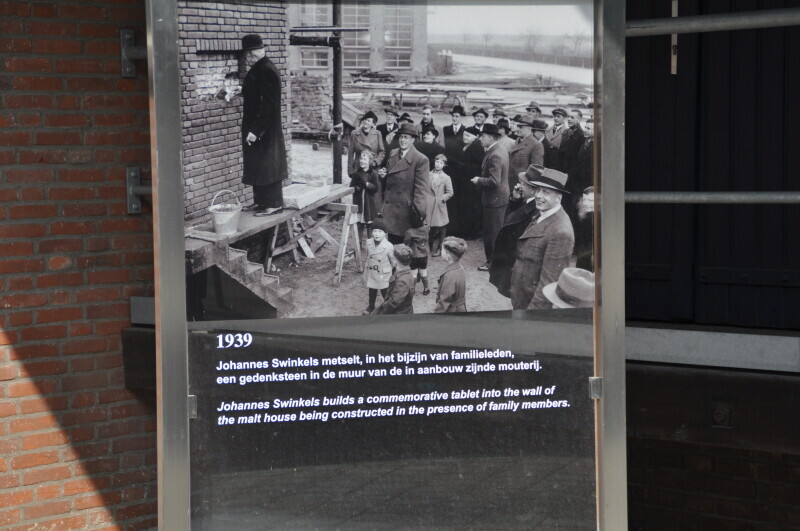 1939
Johannes Swinkels metselt, in het bijzijn van familieleden,
een gedenksteen in de muur van de in aanbouw zijnde mouterij.
Johannes Swinkels builds a commemorative tablet into the wall of
the malt house being constructed in the presence of family members.